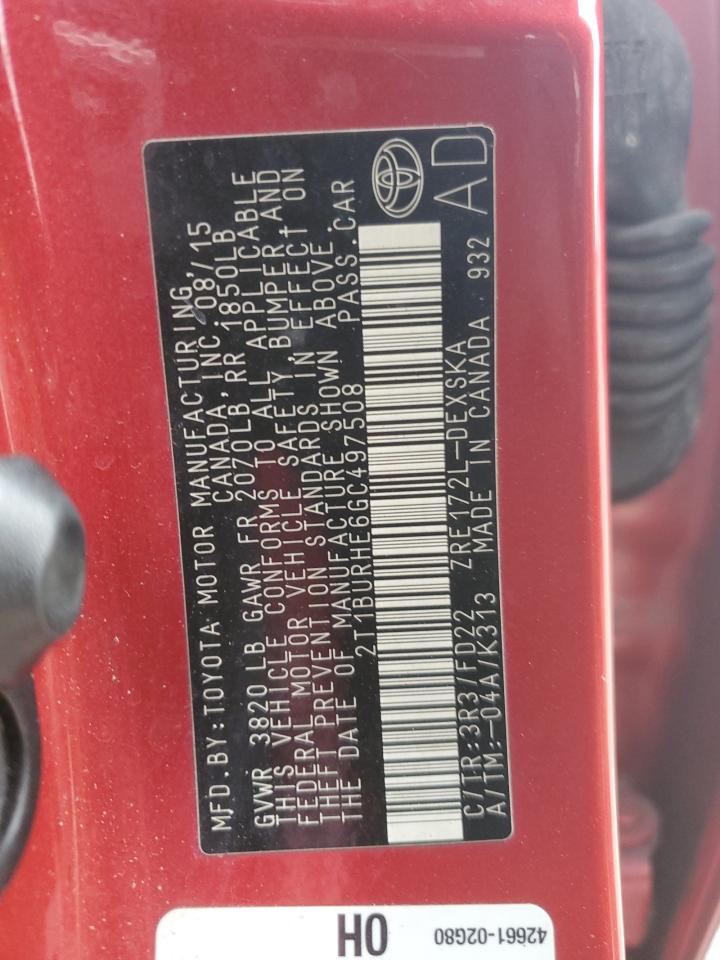 MFD.BY:TOYOTA MOTOR MANUFACTURING,
CANADA, INC. 08/15
GVWR 3820 LB GAWR FR 2070LB RR 1850LB
THIS VEHICLE CONFORMS TO ALL APPLICABLE
FEDERAL MOTOR VEHICLE SAFETY, BUMPER, AND
THEFT PREVENTION STANDARDS IN EFFECT ON
THE DATE OF MANUFACTURE SHOWN ABOVE.
2T1BURHE6GC497508 PASS.CAR
C/TR:3R3/FD22 ZRE172L-DEXSKA
A/TM:-04A/K313 MADE IN CANADA 932
AD
0H
42661-02G80